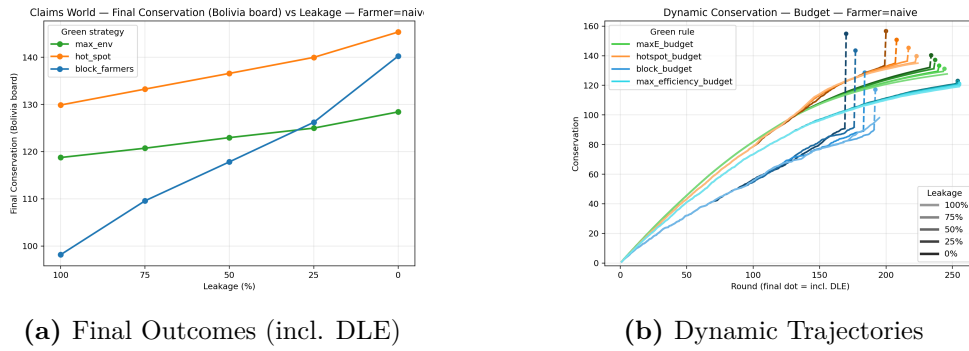 Claims World — Final Conservation (Bolivia board) vs Leakage — Farmer=naive
Final Conservation (Bolivia board)
140
130
120
110
100
Green strategy
max_env
hot_spot
block_farmers
100
75
50
25
0
Leakage (%)
(a) Final Outcomes (incl. DLE)
Dynamic Conservation — Budget — Farmer=naive
Conservation
160
140
120
100
80
60
40
20
0
Green rule
maxE_budget
hotspot_budget
block_budget
max_efficiency_budget
Leakage
100%
75%
50%
25%
0%
0
50
100
150
200
250
Round (final dot = incl. DLE)
(b) Dynamic Trajectories